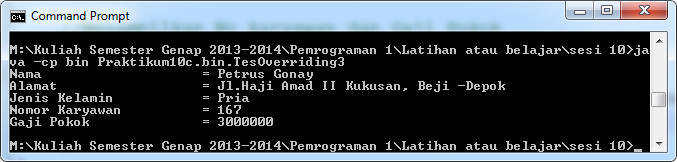 Command Prompt
M:\Kuliah Semester Genap 2013-2014\Pemrograman 1\Latihan atau belajar\sesi 10>ja
va -cp bin Praktikum10c.bin.TesOverriding3
Nama = Petrus Gonay
Alamat = Jl.Haji Amad II Kukusan, Beji -Depok
Jenis Kelamin = Pria
Nomor Karyawan = 167
Gaji Pokok = 3000000
M:\Kuliah Semester Genap 2013-2014\Pemrograman 1\Latihan atau belajar\sesi 10>_